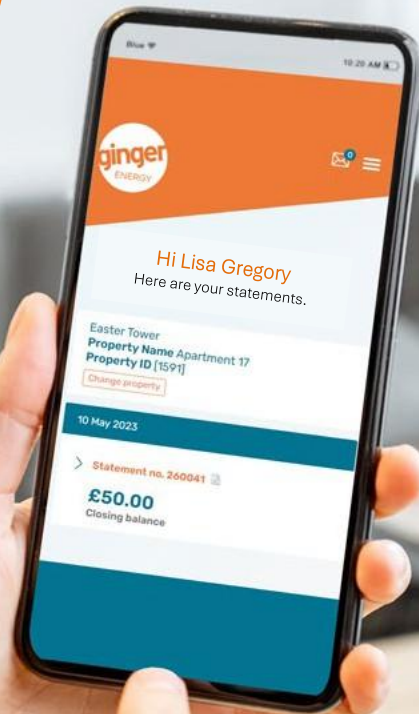 Blue
10:20 AM
ginger
ENERGY
0
Hi Lisa Gregory
Here are your statements.
Easter Tower
Property Name Apartment 17
Property ID [1591]
Change property
10 May 2023
Statement no. 260041
£50.00
Closing balance